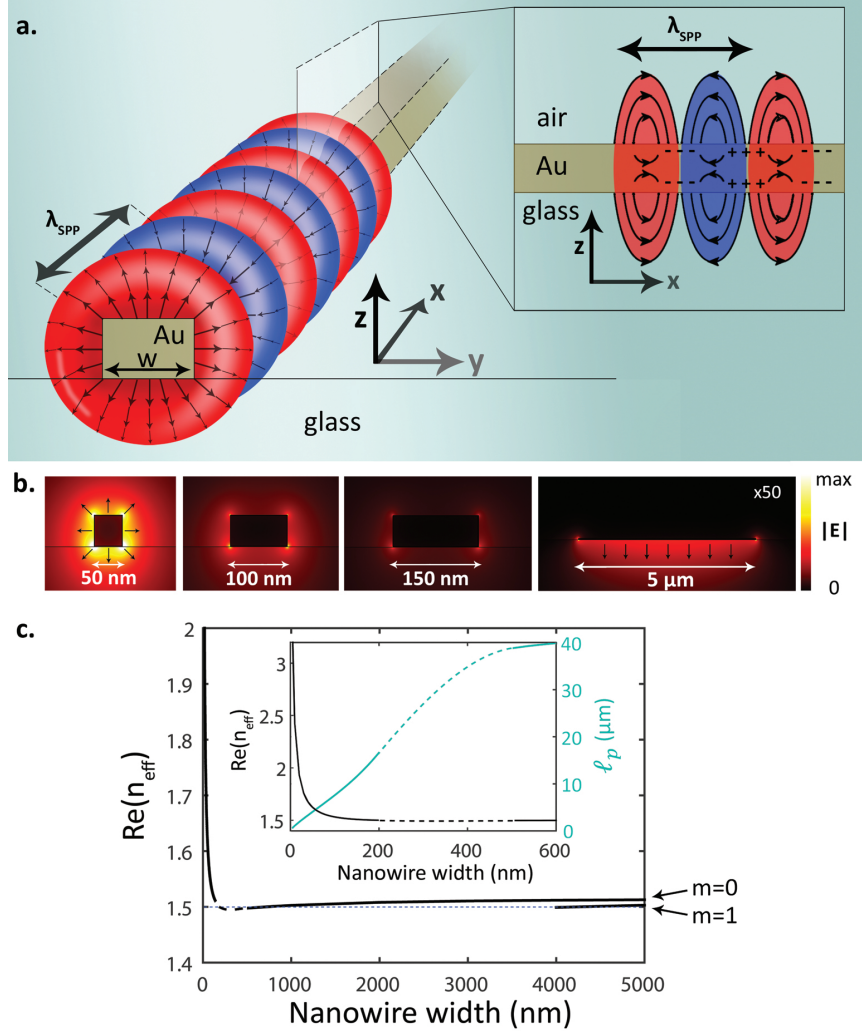 a.
λSPP
air
Au
glass
- - + + + - - -
- - + + + - - -
z
x
λSPP
Au
w
z
x
y
glass
b.
50 nm
100 nm
150 nm
x50
5 µm
max
|E|
0
c.
Re(neff)
2
1.9
1.8
1.7
1.6
1.5
1.4
0
1000
2000
3000
4000
5000
Nanowire width (nm)
m=0
m=1
Re(neff)
3
2.5
2
1.5
0
200
400
600
Nanowire width (nm)
40
30
20
10
0
ℓd (µm)